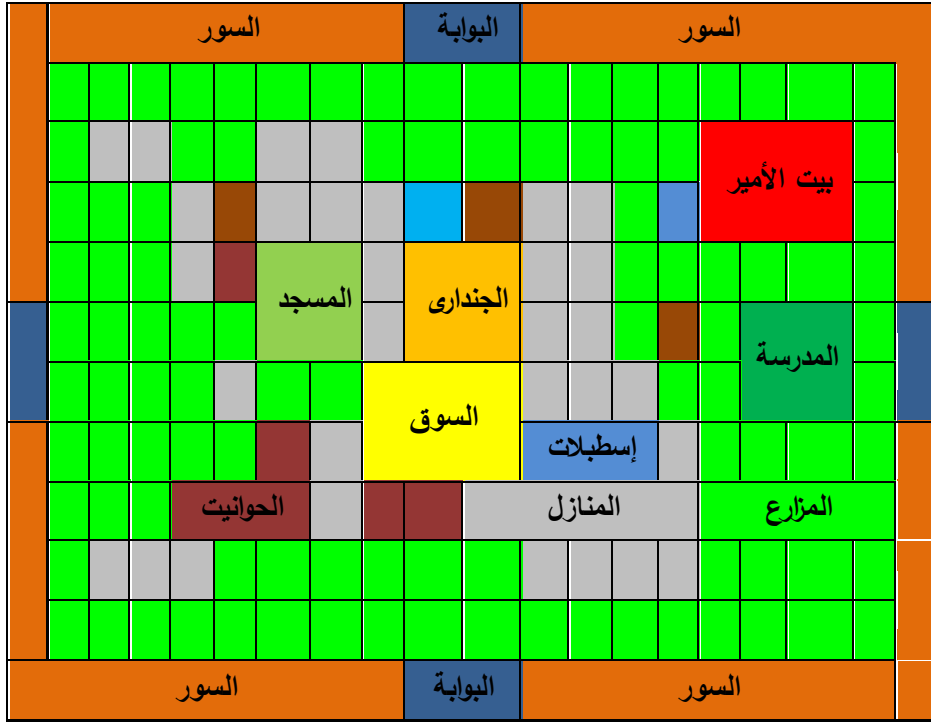 السور
البوابة
السور
بيت الأمير
المسجد
الجندارى
المدرسة
السوق
إسطبلات
الحوانيت
المنازل
المزارع
السور
البوابة
السور